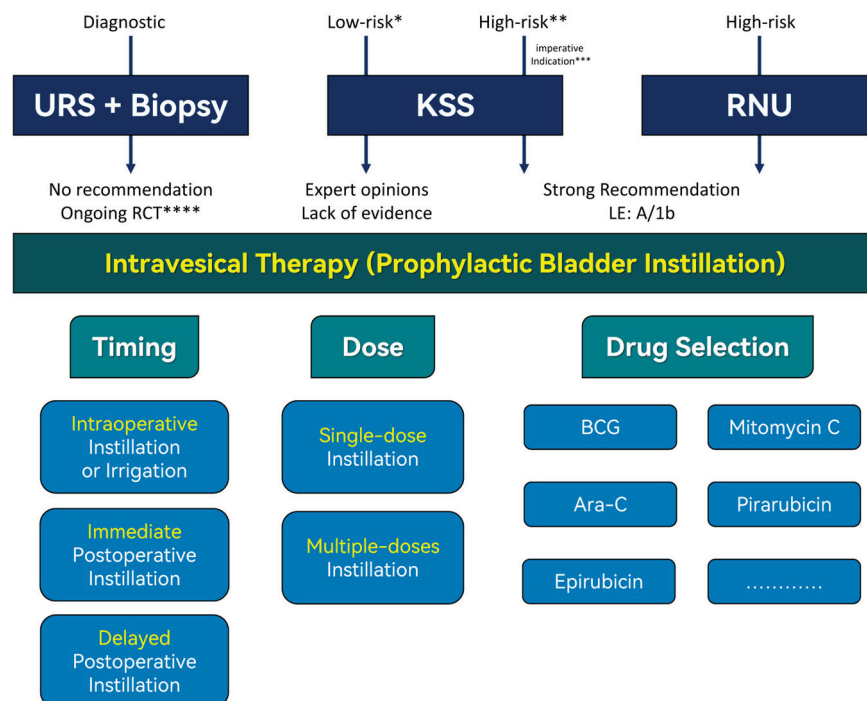 Diagnostic
Low-risk*
High-risk**
High-risk
imperative
Indication***
URS + Biopsy
KSS
RNU
No recommendation
Ongoing RCT****
Expert opinions
Lack of evidence
Strong Recommendation
LE: A/1b
Intravesical Therapy (Prophylactic Bladder Instillation)
Timing
Dose
Drug Selection
Intraoperative
Instillation
or Irrigation
Immediate
Postoperative
Instillation
Delayed
Postoperative
Instillation
Single-dose
Instillation
Multiple-doses
Instillation
BCG
Mitomycin C
Ara-C
Pirarubicin
Epirubicin
............